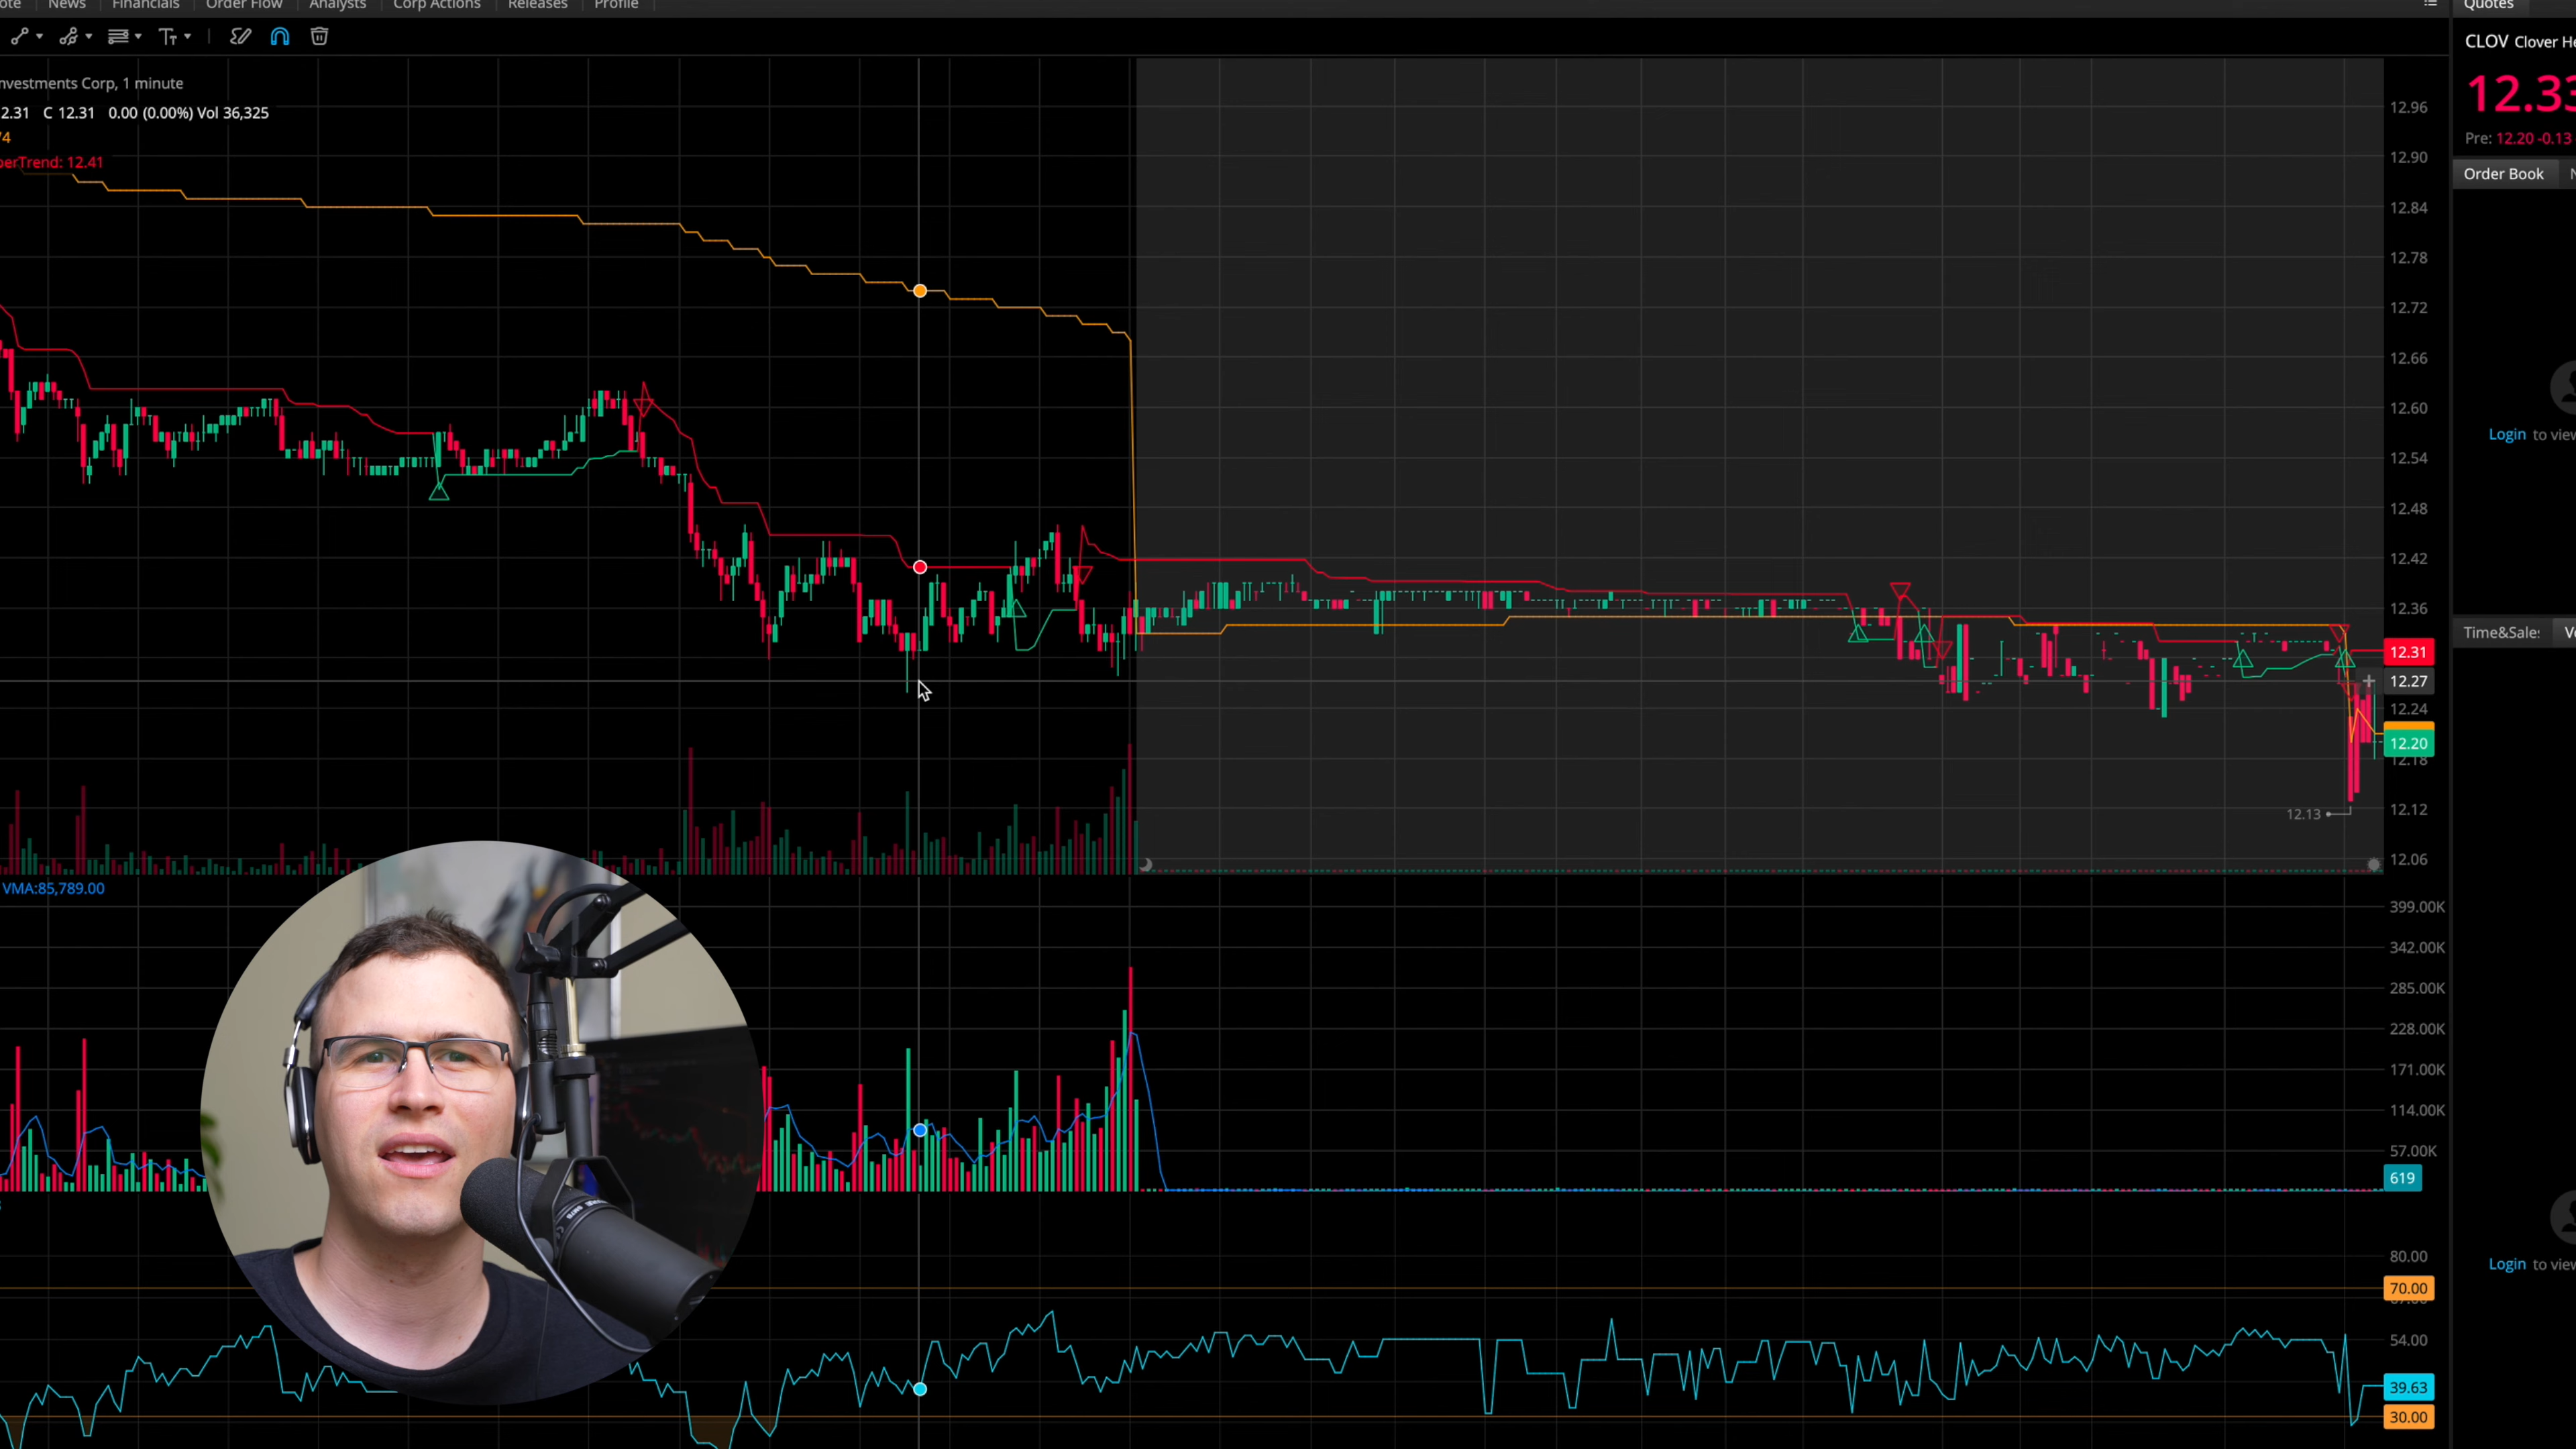 ote News Financials Order Flow Analysts Corp Actions Releases Profile
nvestments Corp, 1 minute
2.31 C 12.31 0.00 (0.00%) Vol 36,325
74
perTrend: 12.41
12.96
12.90
12.84
12.78
12.72
12.66
12.60
12.54
12.48
12.42
12.36
12.31
12.27
12.24
12.20
12.18
12.13
12.12
12.06
VMA:85,789.00
399.00K
342.00K
285.00K
228.00K
171.00K
114.00K
57.00K
619
80.00
70.00
54.00
39.63
30.00
Quotes
CLOV Clover He
12.33
Pre: 12.20 -0.13
Order Book N
Login to view
Time&Sales Vo
Login to view